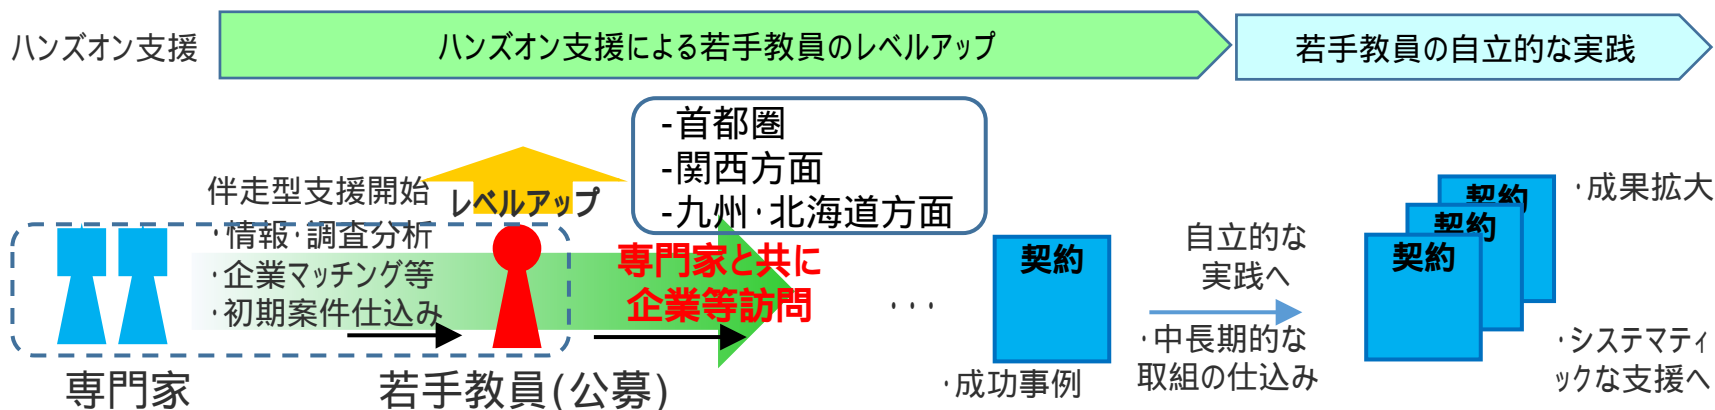 ハンズオン支援
ハンズオン支援による若手教員のレベルアップ
若手教員の自立的な実践
-首都圏
-関西方面
-九州·北海道方面
伴走型支援開始
·情報·調査分析
·企業マッチング等
·初期案件仕込み
レベルアップ
専門家と共に
企業等訪問
専門家
若手教員(公募)
···
契約
·成功事例
自立的な
実践へ
·中長期的な
取組の仕込み
契約
契約
契約
·成果拡大
·システマティ
ックな支援へ